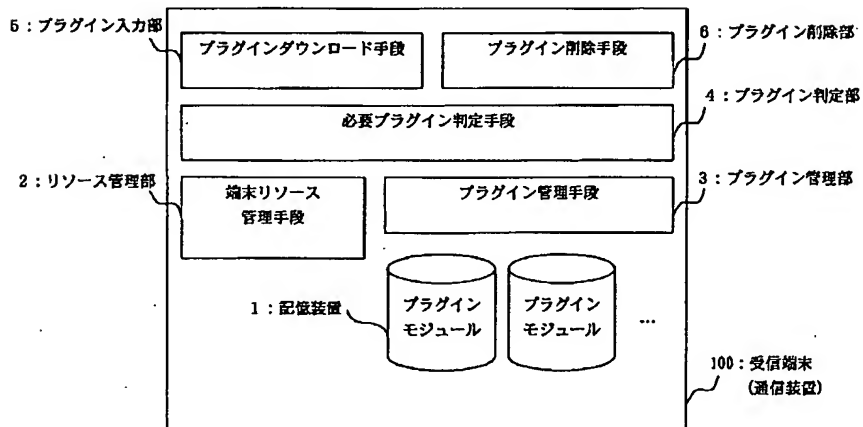 5：プラグイン入力部
プラグインダウンロード手段
プラグイン削除手段
6：プラグイン削除部
必要プラグイン判定手段
4：プラグイン判定部
2：リソース管理部
端末リソース
管理手段
プラグイン管理手段
3：プラグイン管理部
1：記憶装置
プラグイン
モジュール
プラグイン
モジュール
…
100：受信端末
(通信装置)